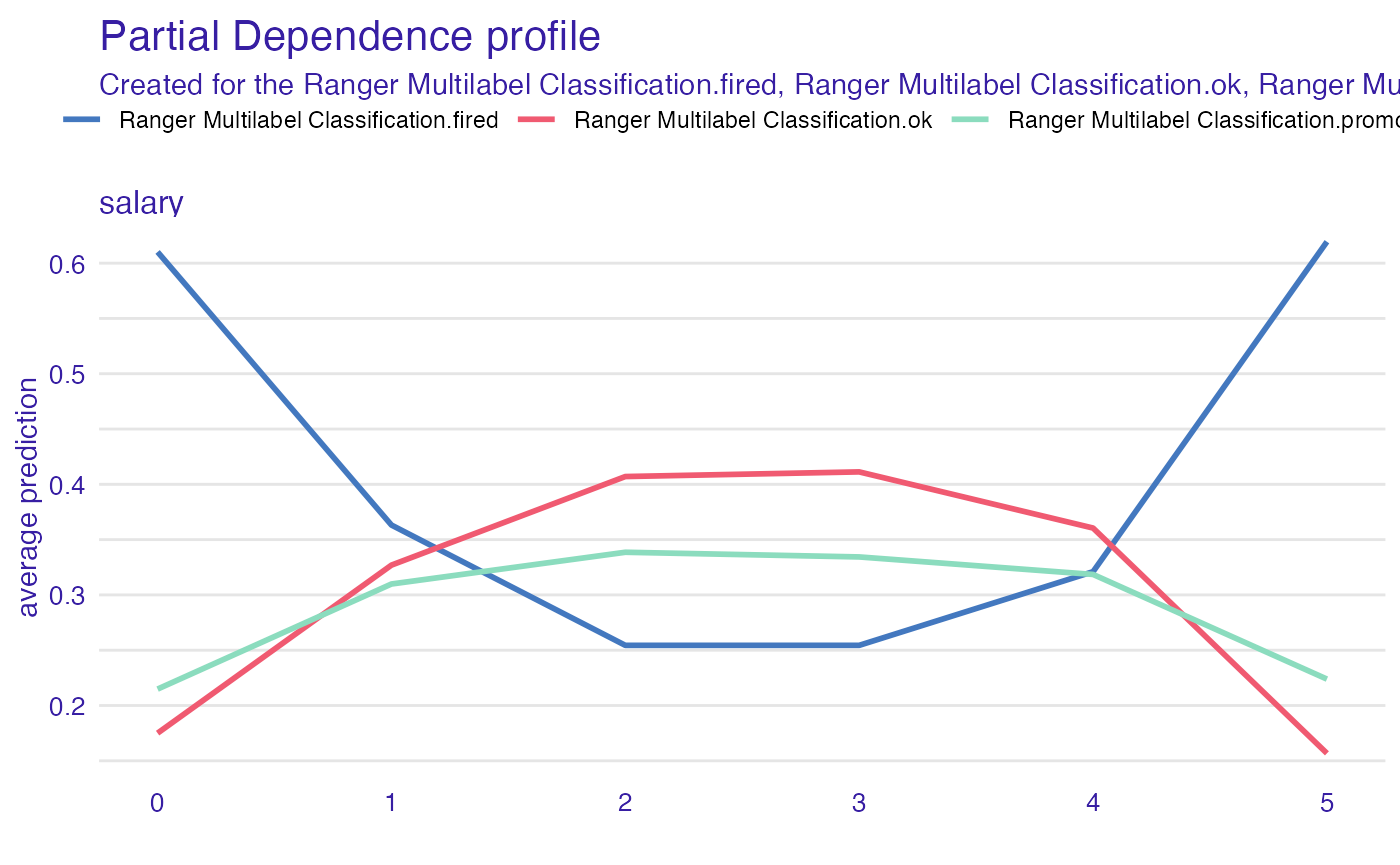 Partial Dependence profile
Created for the Ranger Multilabel Classification.fired, Ranger Multilabel Classification.ok, Ranger Mu
Ranger Multilabel Classification.fired Ranger Multilabel Classification.ok Ranger Multilabel Classification.promo
salary
average prediction
0.6
0.5
0.4
0.3
0.2
0 1 2 3 4 5